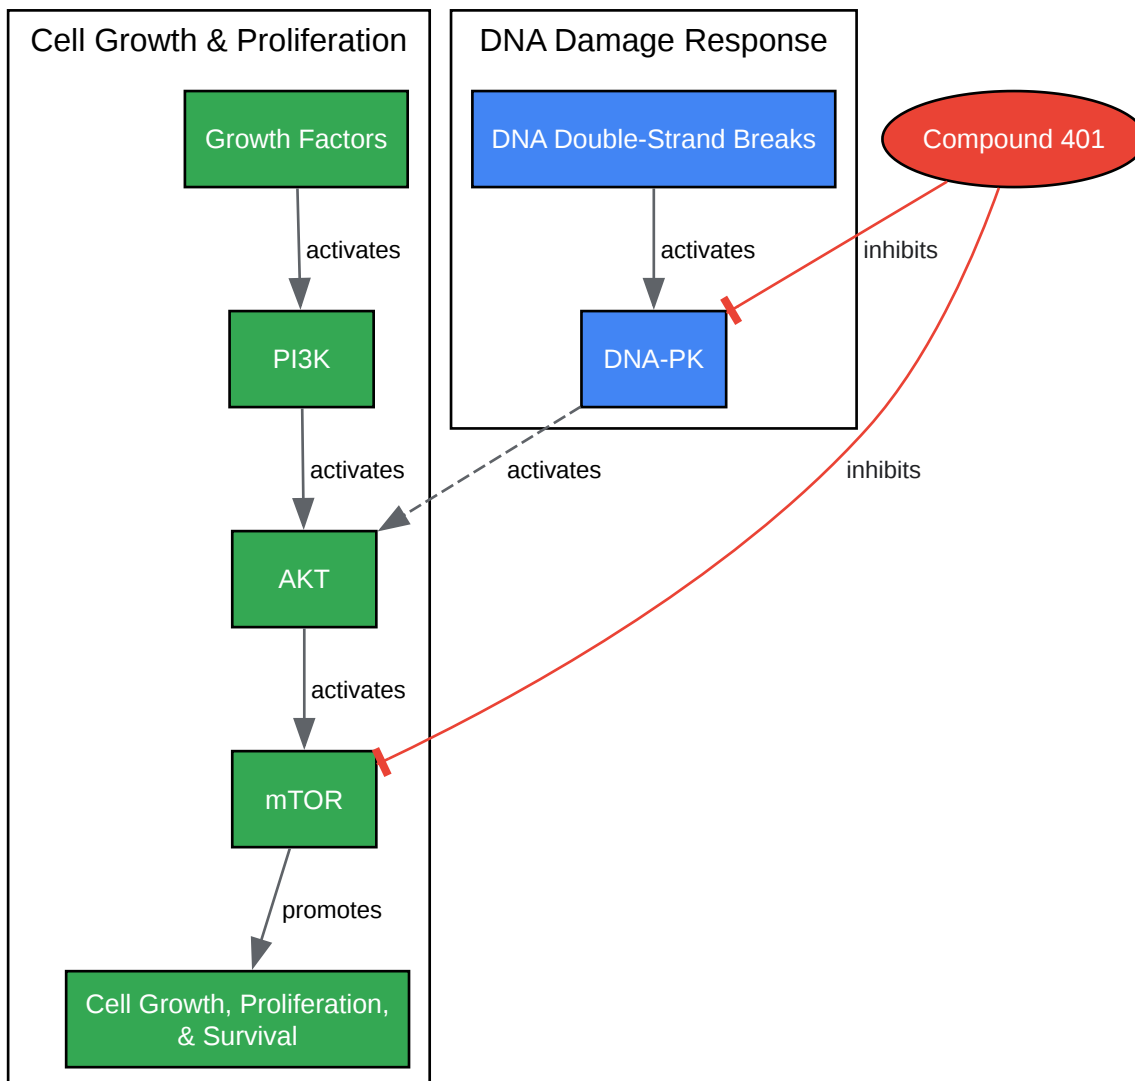 Cell Growth & Proliferation
DNA Damage Response
Growth Factors
DNA Double-Strand Breaks
Compound 401
activates
activates
inhibits
PI3K
DNA-PK
activates
activates
inhibits
AKT
activates
mTOR
promotes
Cell Growth, Proliferation,
& Survival